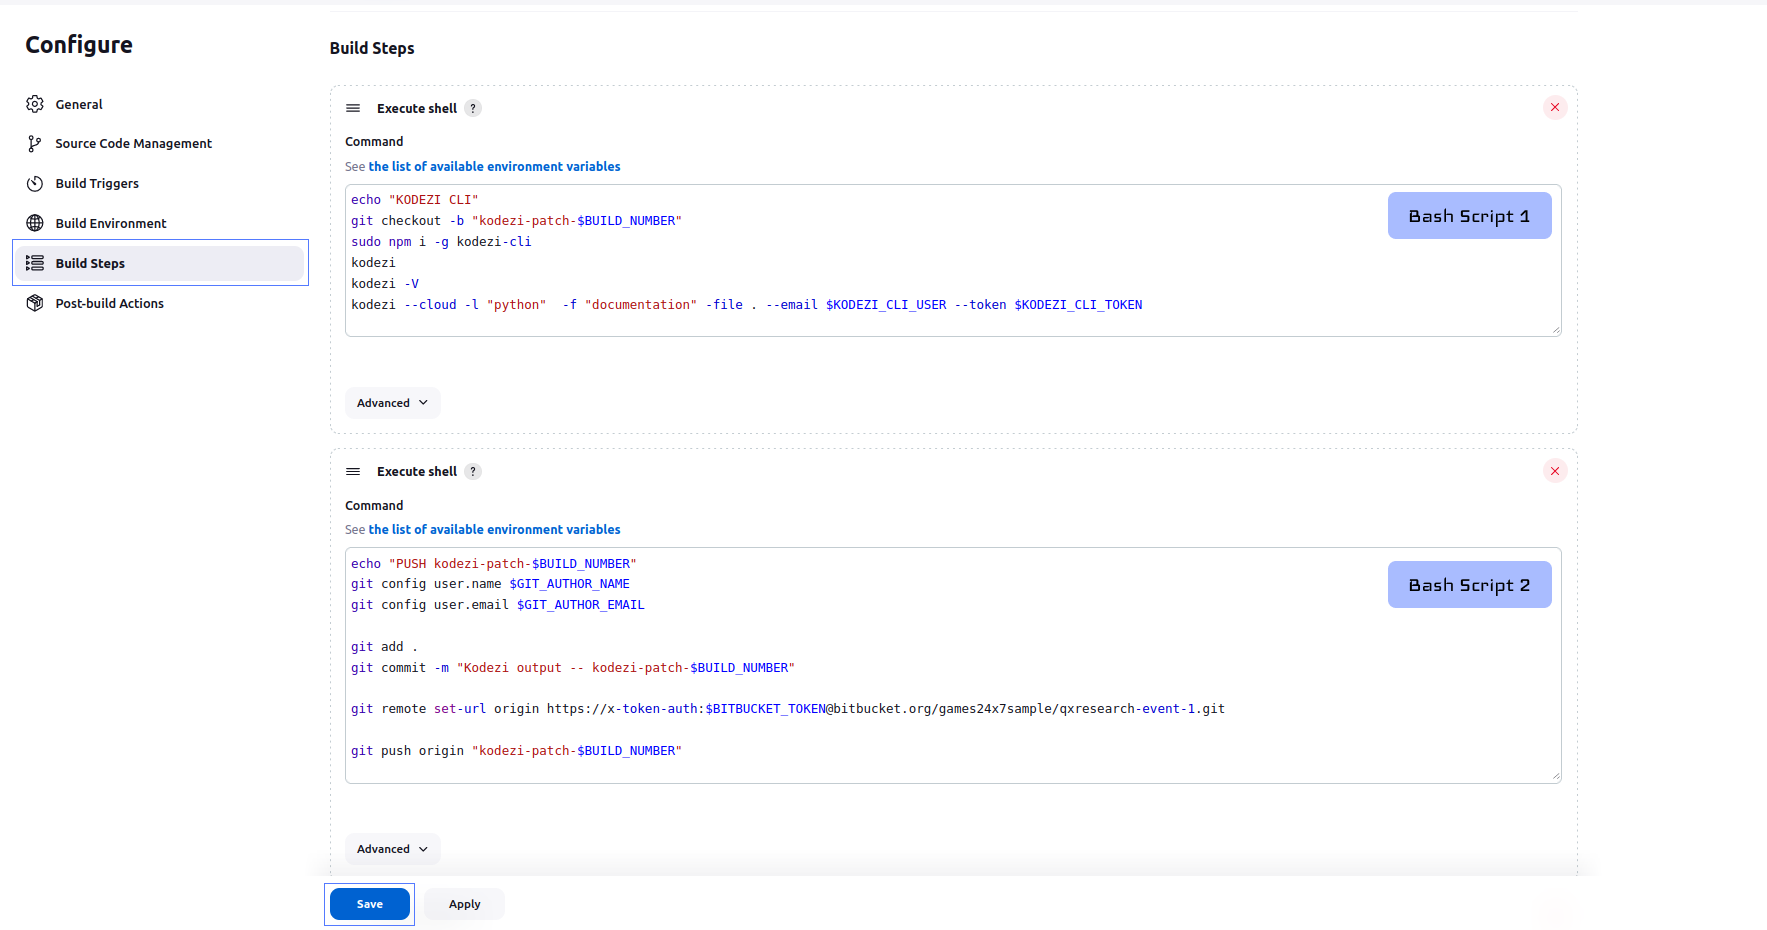 Configure
General
Source Code Management
Build Triggers
Build Environment
Build Steps
Post-build Actions
Build Steps
Execute shell ?
Command
See the list of available environment variables
echo "KODEZI CLI"
git checkout -b "kodezi-patch-$BUILD_NUMBER"
sudo npm i -g kodezi-cli
kodezi
kodezi -V
kodezi --cloud -l "python"  -f "documentation" -file . --email $KODEZI_CLI_USER --token $KODEZI_CLI_TOKEN
Bash Script 1
Advanced
Execute shell ?
Command
See the list of available environment variables
echo "PUSH kodezi-patch-$BUILD_NUMBER"
git config user.name $GIT_AUTHOR_NAME
git config user.email $GIT_AUTHOR_EMAIL
git add .
git commit -m "Kodezi output -- kodezi-patch-$BUILD_NUMBER"
git remote set-url origin https://x-token-auth:$BITBUCKET_TOKEN@bitbucket.org/games24x7sample/qxresearch-event-1.git
git push origin "kodezi-patch-$BUILD_NUMBER"
Bash Script 2
Advanced
Save
Apply